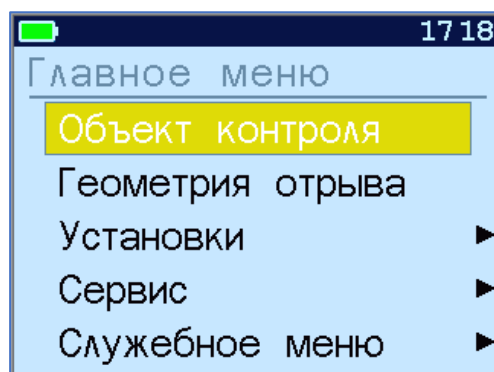 17 18
Главное меню
Объект контроля
Геометрия отрыва
Установки
Сервис
Служебное меню